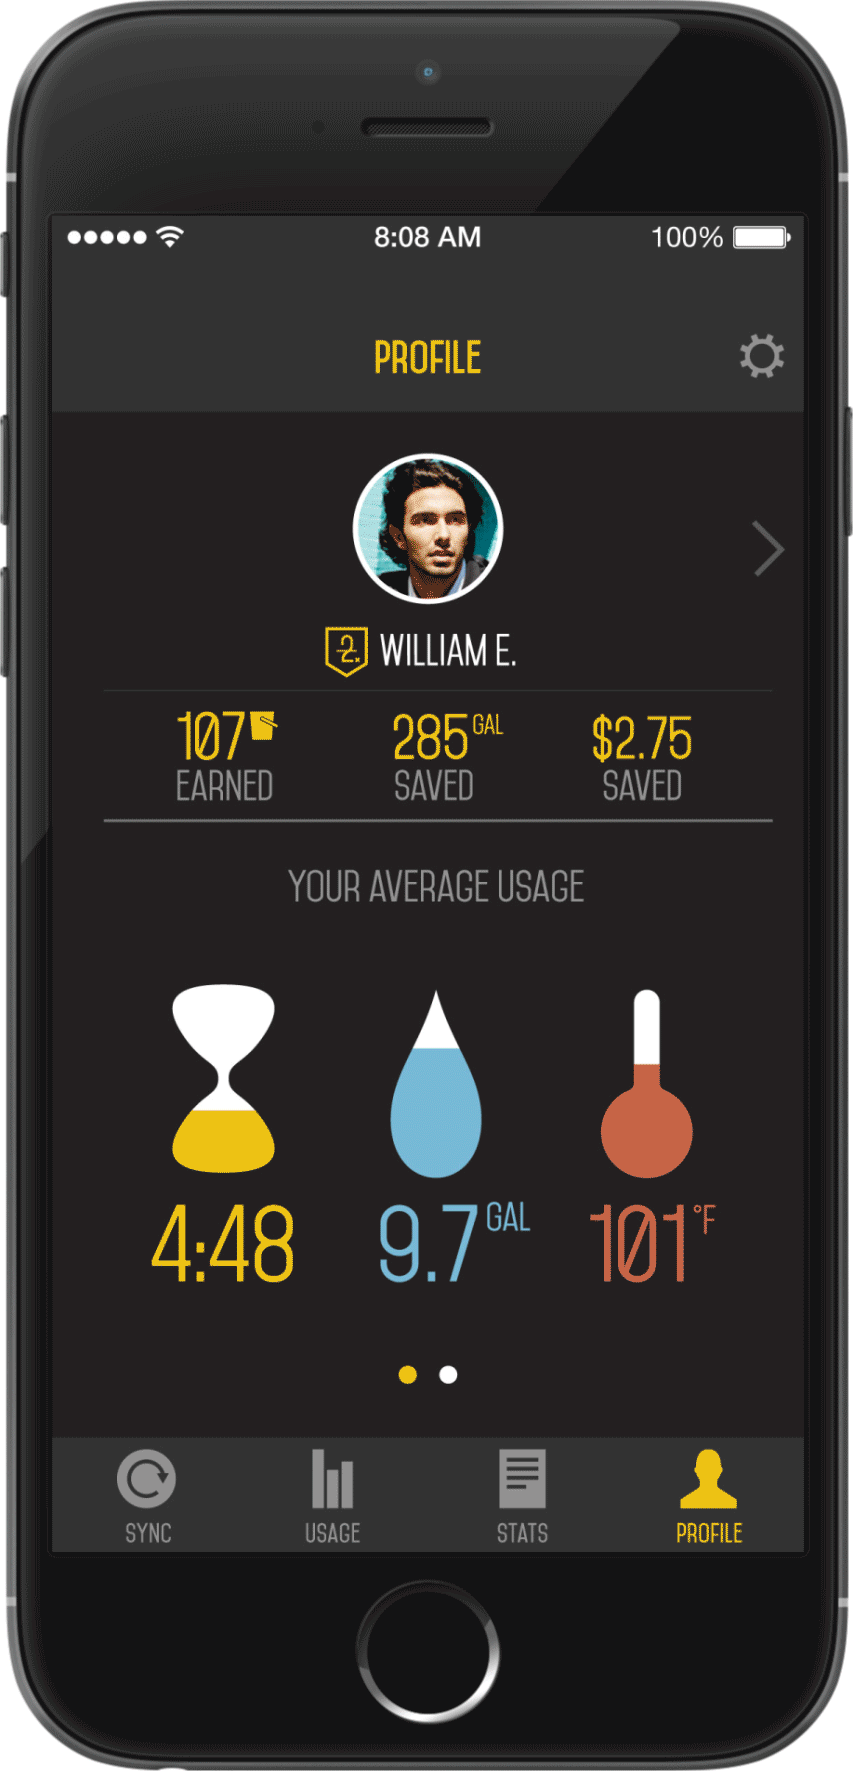 8:08 AM 100%
PROFILE
2x WILLIAM E.
107 285 GAL $2.75
EARNED SAVED SAVED
YOUR AVERAGE USAGE
4:48 9.7 GAL 101°F
SYNC USAGE STATS PROFILE